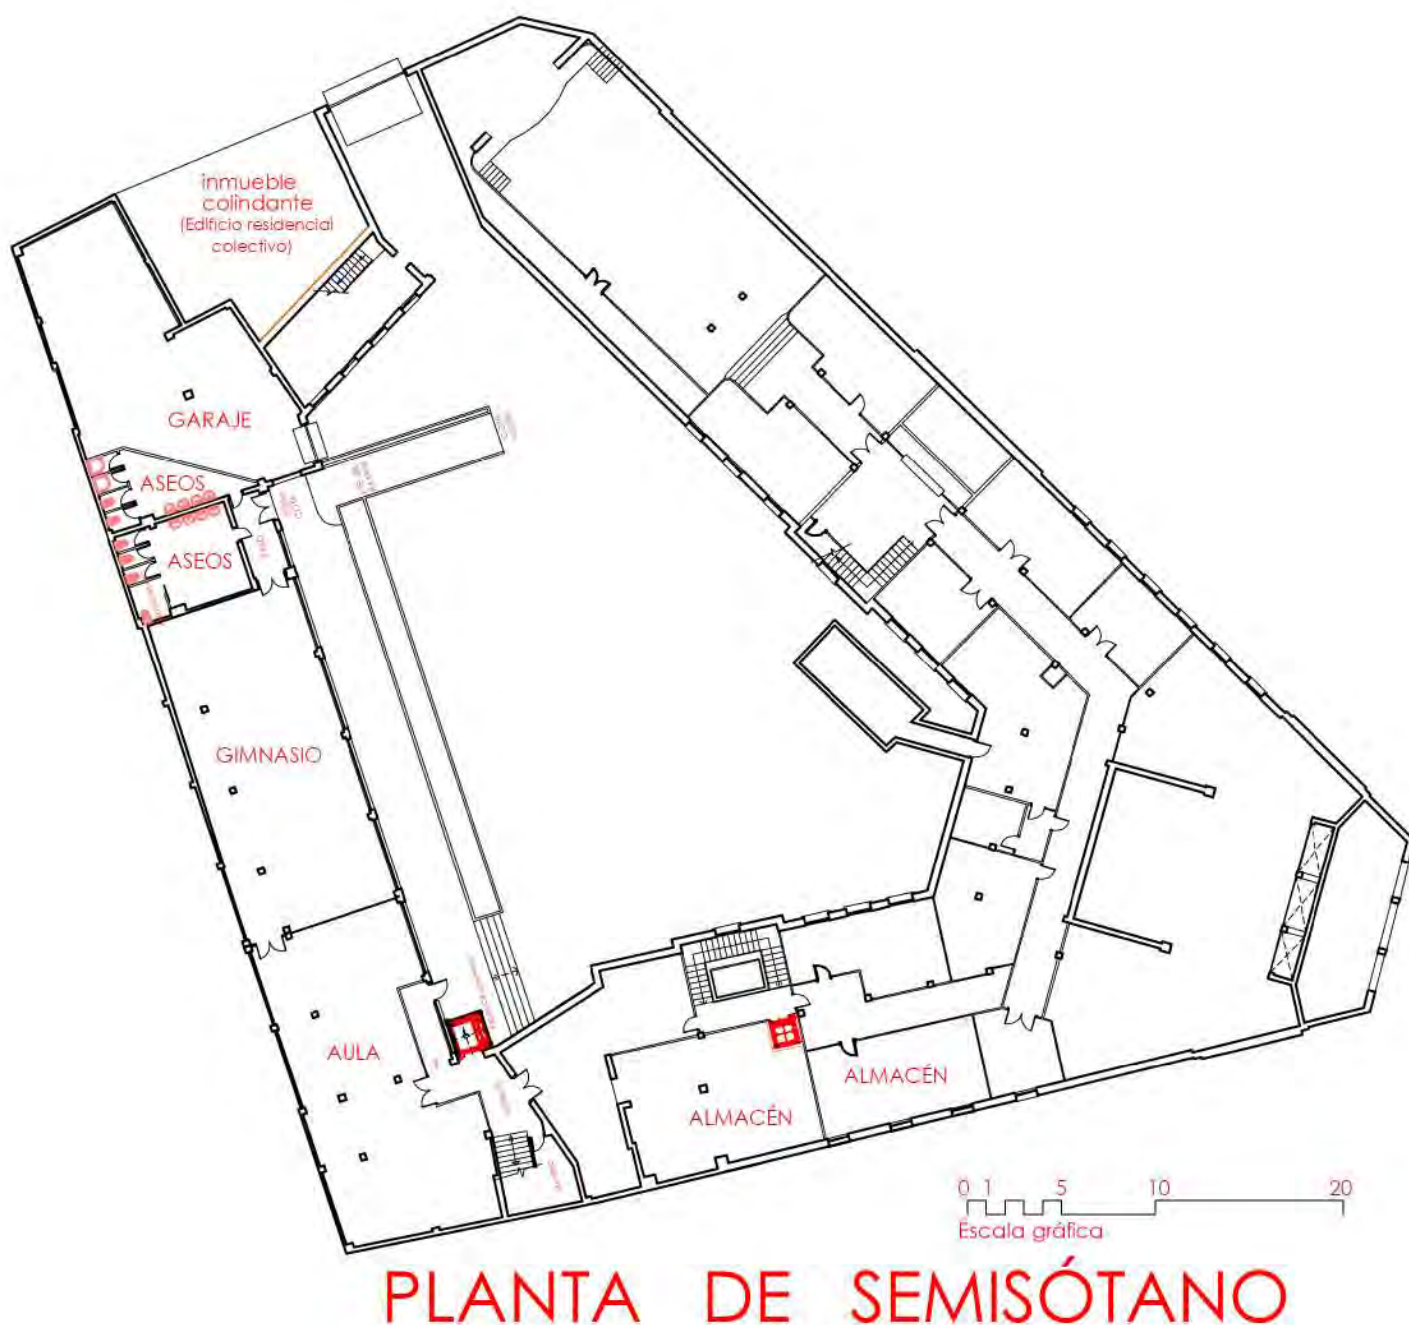 inmueble
colindante
(Edificio residencial
colectivo)
GARAJE
ASEOS
ASEOS
GIMNASIO
AULA
ALMACÉN
ALMACÉN
0 1 5 10 20
Escala gráfica
PLANTA DE SEMISÓTANO